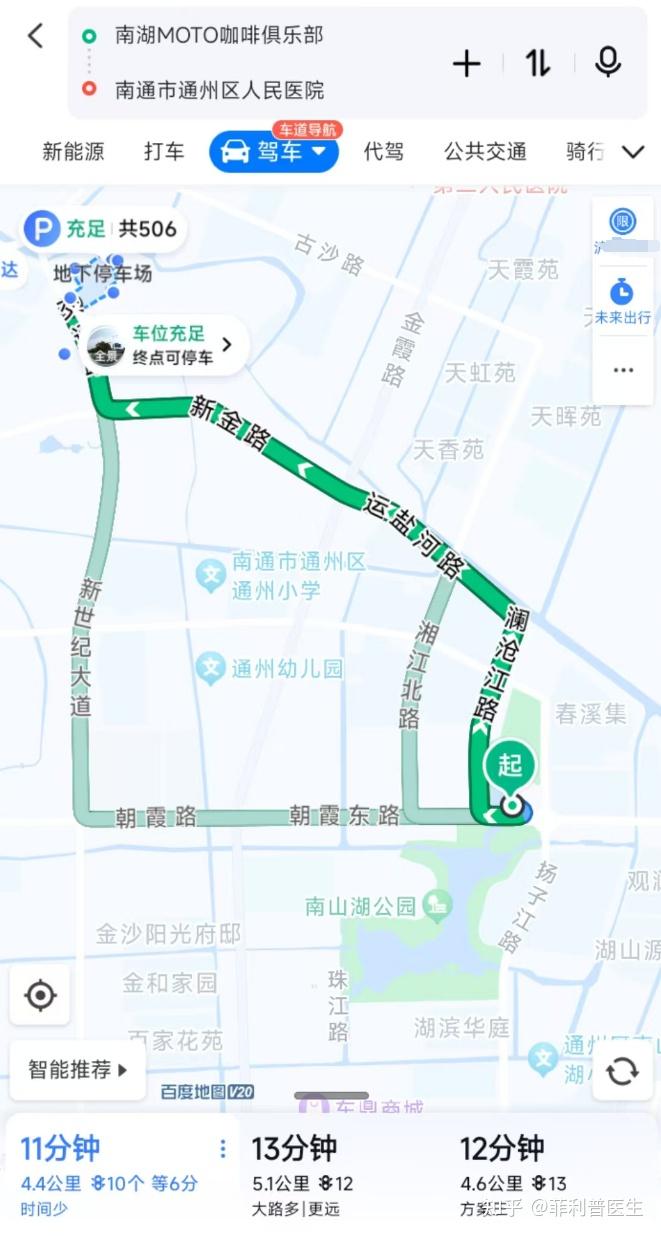 南湖MOTO咖啡俱乐部
南通市通州区人民医院
车道导航
新能源
打车
驾车
代驾
公共交通
骑行
P 充足 共506
达
地下停车场
车位充足
全景
终点可停车
限
未来出行
古沙路
天霞苑
金霞路
天虹苑
天晖苑
天香苑
新金路
运盐河路
南通市通州区
通州小学
新世纪大道
澜沧江路
湘江北路
通州幼儿园
春溪集
起
朝霞路
朝霞东路
扬子江路
南山湖公园
观澜
金沙阳光府邸
湖山源
金和家园
珠江路
湖滨华庭
百家花苑
智能推荐
百度地图 V20
东鼎商城
11分钟
4.4公里 10个 等6分
时间少
13分钟
5.1公里 12
大路多|更远
12分钟
4.6公里 13
知乎 @菲利普医生